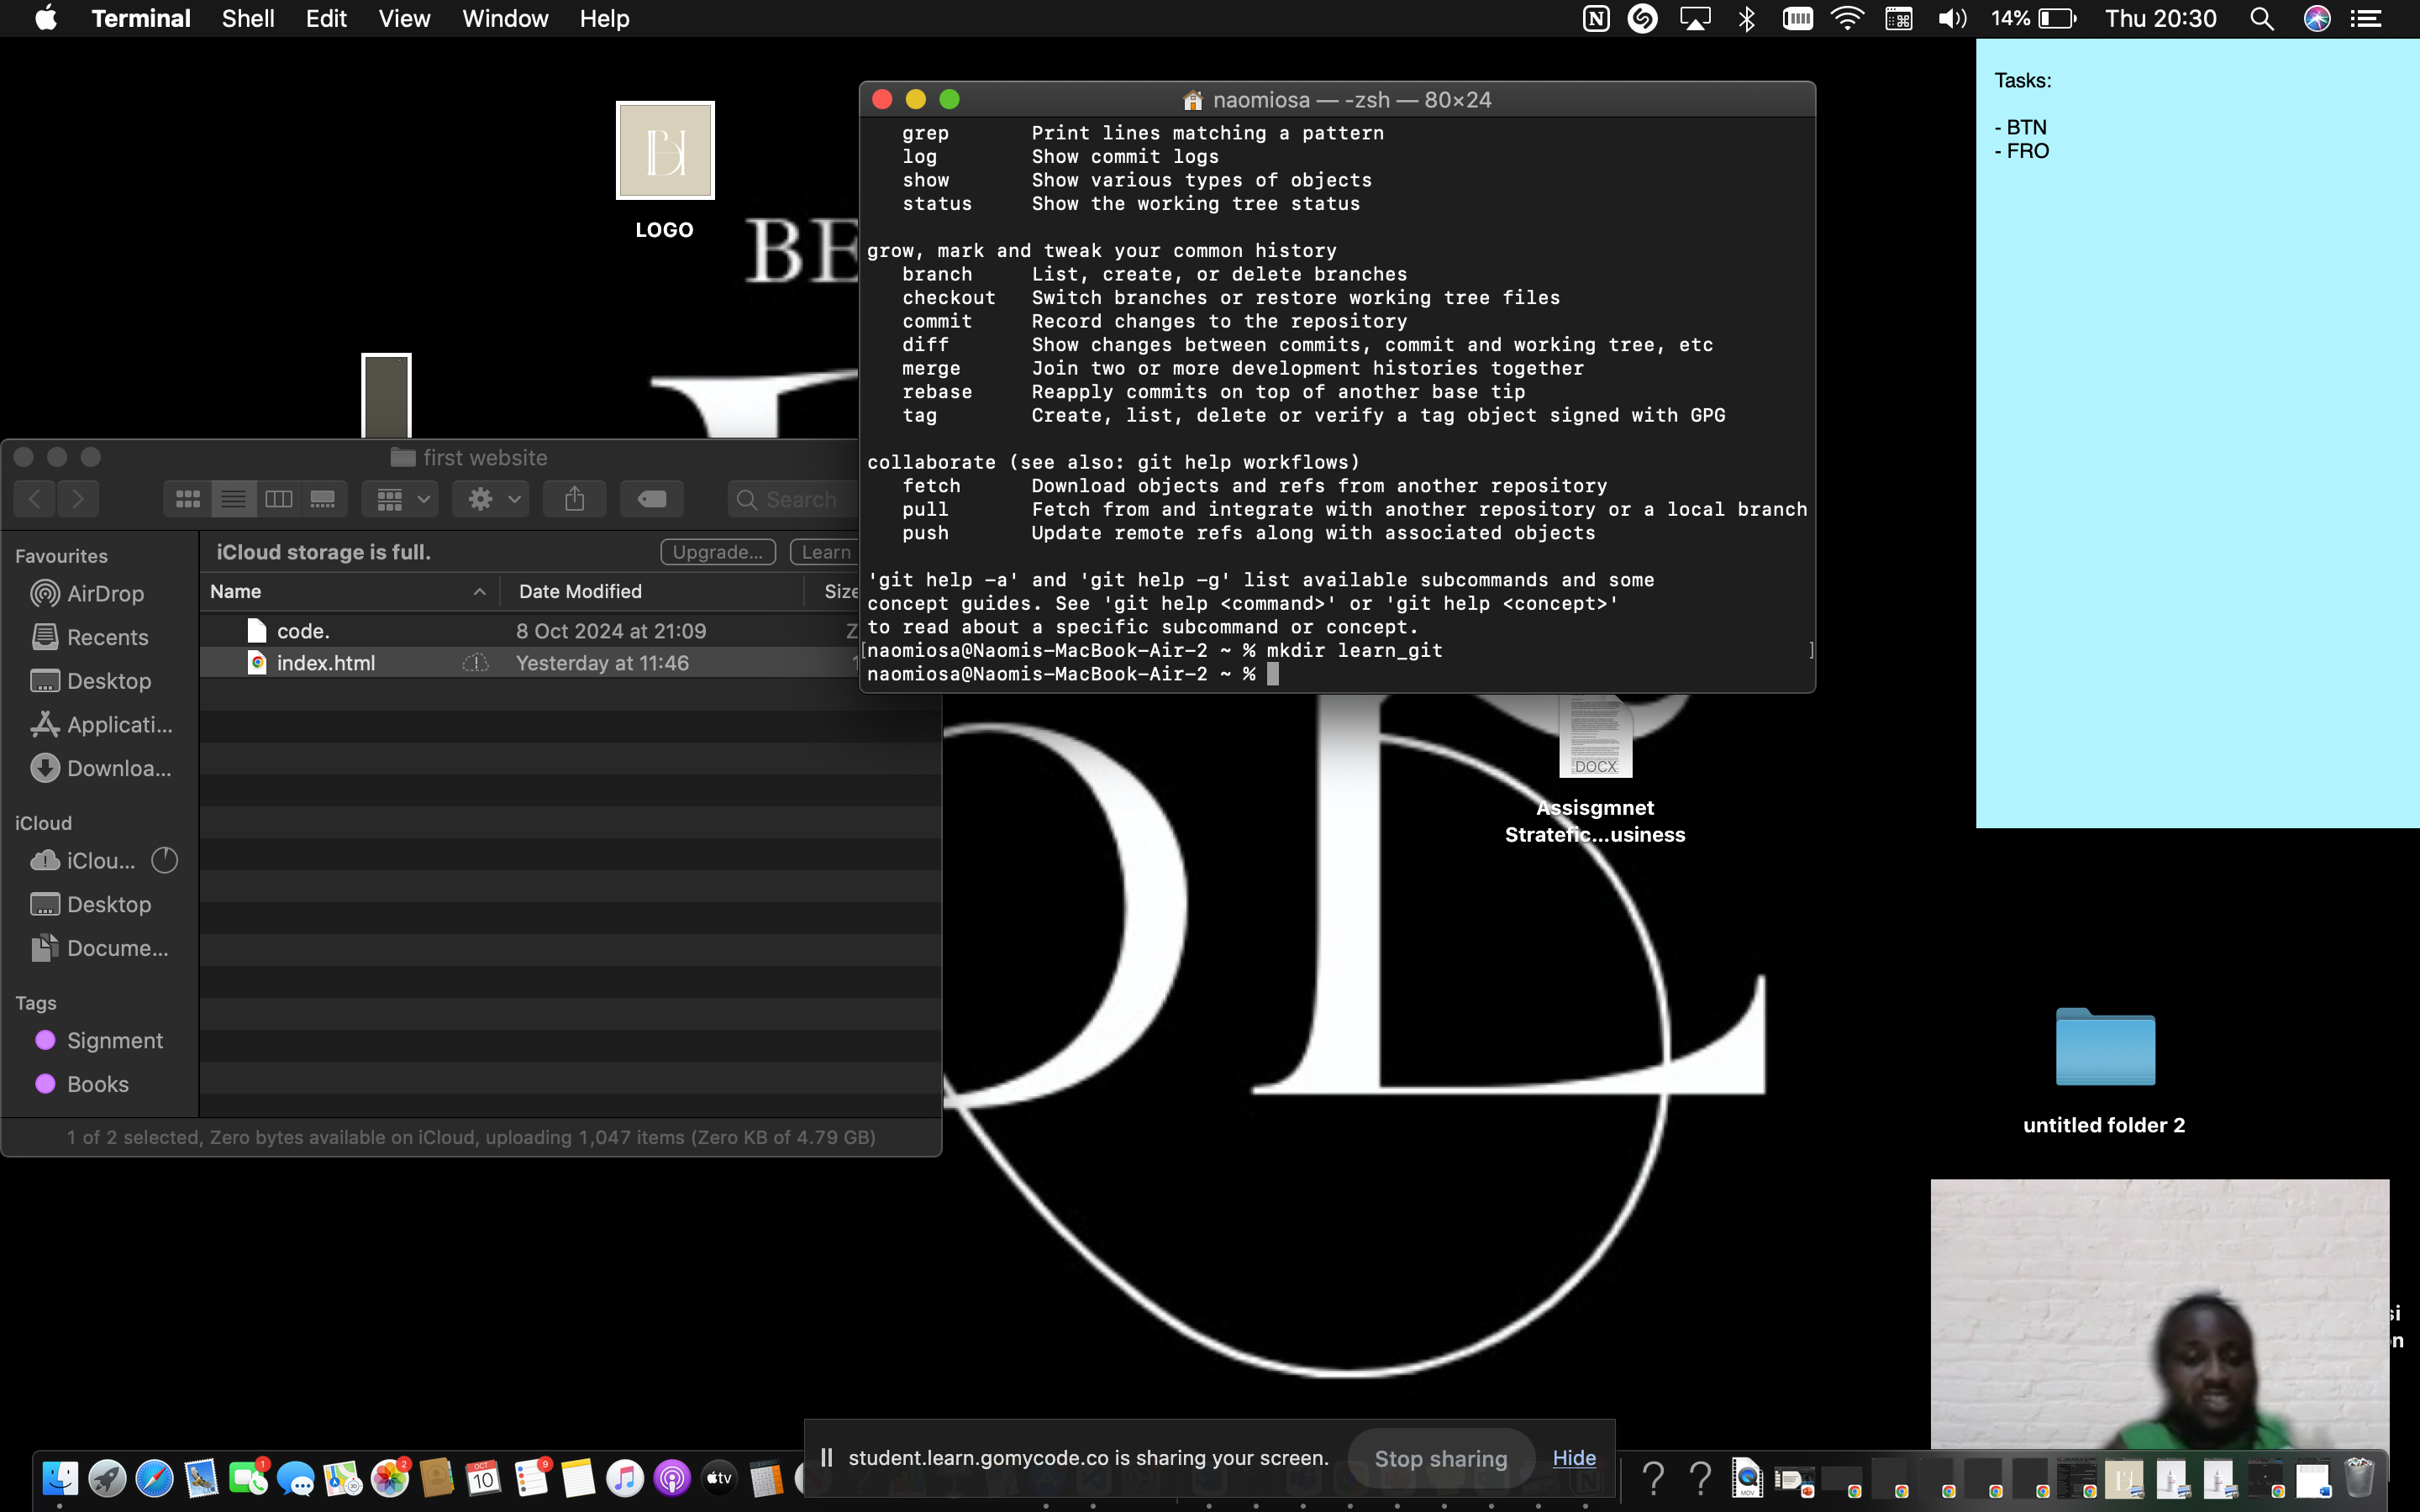 Terminal Shell Edit View Window Help 14% Thu 20:30
Tasks:
- BTN
- FRO
LOGO
BE
naomiosa — -zsh — 80×24
grep Print lines matching a pattern
log Show commit logs
show Show various types of objects
status Show the working tree status
grow, mark and tweak your common history
branch List, create, or delete branches
checkout Switch branches or restore working tree files
commit Record changes to the repository
diff Show changes between commits, commit and working tree, etc
merge Join two or more development histories together
rebase Reapply commits on top of another base tip
tag Create, list, delete or verify a tag object signed with GPG
collaborate (see also: git help workflows)
fetch Download objects and refs from another repository
pull Fetch from and integrate with another repository or a local branch
push Update remote refs along with associated objects
'git help -a' and 'git help -g' list available subcommands and some
concept guides. See 'git help <command>' or 'git help <concept>'
to read about a specific subcommand or concept.
[naomiosa@Naomis-MacBook-Air-2 ~ % mkdir learn_git ]
naomiosa@Naomis-MacBook-Air-2 ~ %
first website
Search
Favourites
AirDrop
Recents
Desktop
Applicati...
Downloa...
iCloud
iClou...
Desktop
Docume...
Tags
Signment
Books
iCloud storage is full. Upgrade... Learn
Name Date Modified Size
code. 8 Oct 2024 at 21:09 Z
index.html Yesterday at 11:46 1
1 of 2 selected, Zero bytes available on iCloud, uploading 1,047 items (Zero KB of 4.79 GB)
DOCX
Assisgmnet
Stratefic...usiness
untitled folder 2
si
n
student.learn.gomycode.co is sharing your screen. Stop sharing Hide
OCT
10
tv
MOV